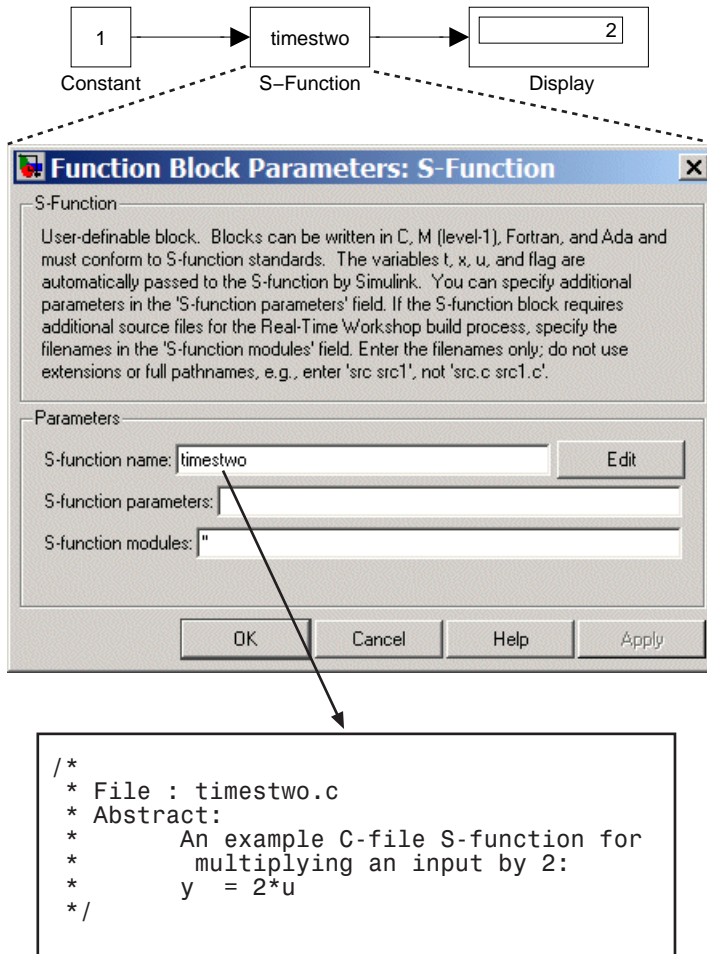 1
timestwo
2
Constant
S–Function
Display
Function Block Parameters: S-Function
S-Function
User-definable block. Blocks can be written in C, M (level-1), Fortran, and Ada and
must conform to S-function standards. The variables t, x, u, and flag are
automatically passed to the S-function by Simulink. You can specify additional
parameters in the 'S-function parameters' field. If the S-function block requires
additional source files for the Real-Time Workshop build process, specify the
filenames in the 'S-function modules' field. Enter the filenames only; do not use
extensions or full pathnames, e.g., enter 'src src1', not 'src.c src1.c'.
Parameters
S-function name: timestwo
Edit
S-function parameters:
S-function modules: ''
OK
Cancel
Help
Apply
/*
* File : timestwo.c
* Abstract:
* An example C-file S-function for
* multiplying an input by 2:
* y = 2*u
*/